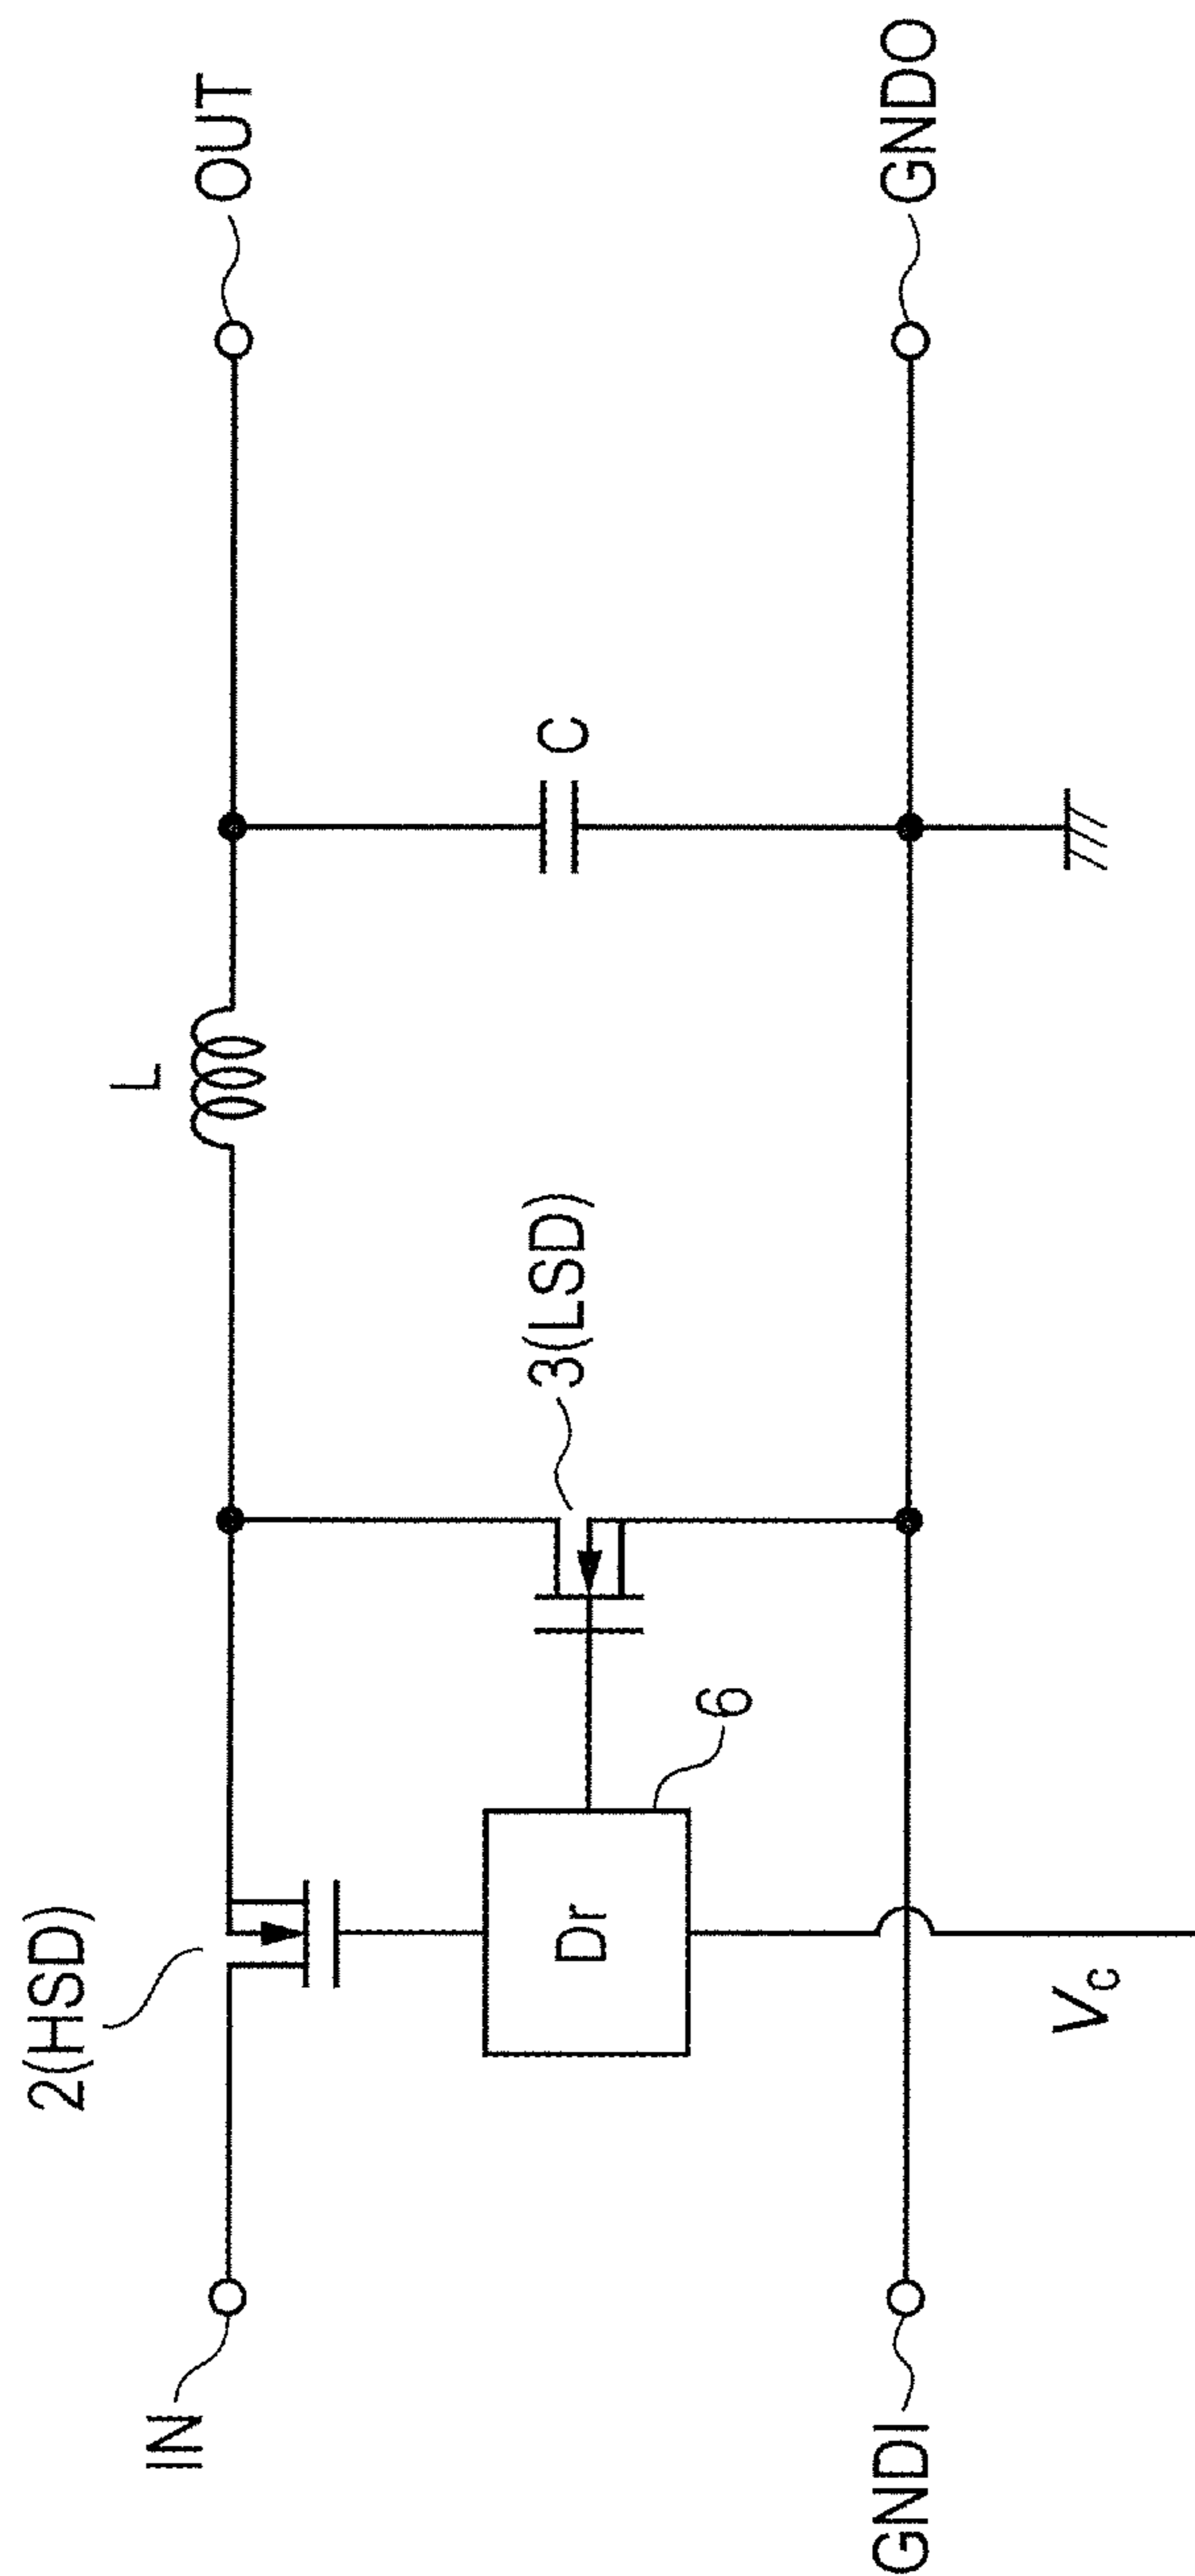 2(HSD)
IN
L
OUT
3(LSD)
C
Dr
6
GNDI
GNDO
VC